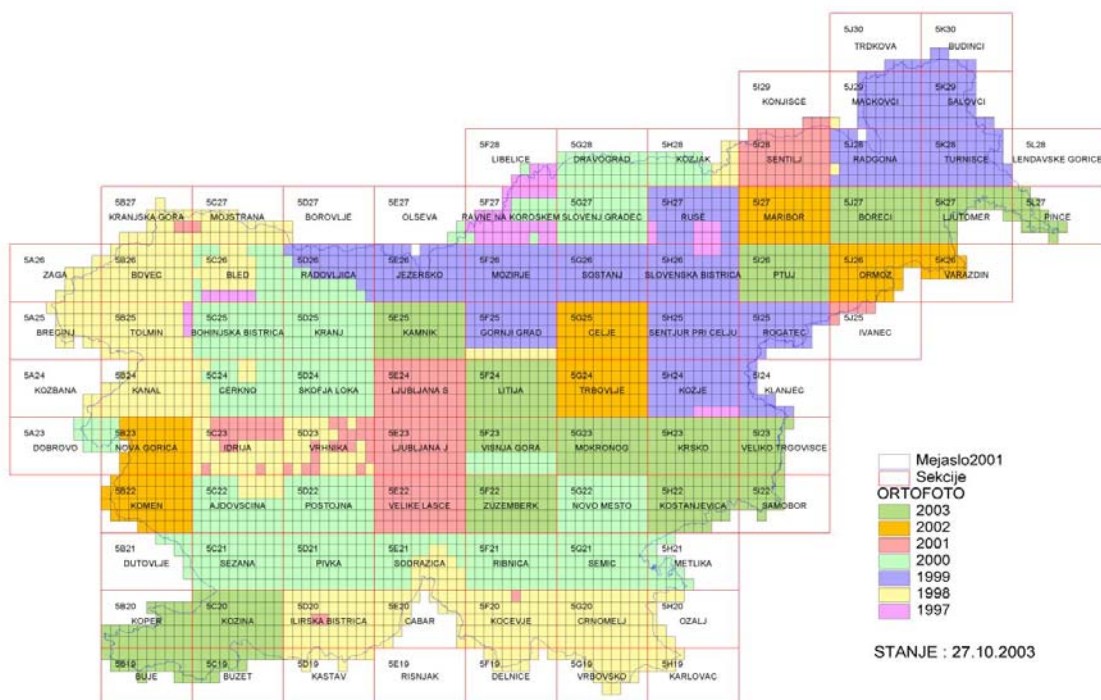 5J30 5K30
TRDKOVA BUDINCI
5I29 5J29 5K29
KONJISCE MACKOVCI SALOVCI
5F28 5G28 5H28 5I28 5J28 5K28 5L28
LIBELICE DRAVOGRAD KOZJAK SENTILJ RADGONA TURNISCE LENDAVSKE GORICE
5B27 5C27 5D27 5E27 5F27 5G27 5H27 5I27 5J27 5K27 5L27
KRANJSKA GORA MOJSTRANA BOROVLJE OLSEVA RAVNE NA KOROSKEM SLOVENJ GRADEC RUSE MARIBOR BORECI LJUTOMER PINCE
5A26 5B26 5C26 5D26 5E26 5F26 5G26 5H26 5I26 5J26 5K26
ZAGA BOVEC BLED RADOVLJICA JEZERSKO MOZIRJE SOSTANJ SLOVENSKA BISTRICA PTUJ ORMOZ VARAZDIN
5A25 5B25 5C25 5D25 5E25 5F25 5G25 5H25 5I25 5J25
BREGINJ TOLMIN BOHINJSKA BISTRICA KRANJ KAMNIK GORNJI GRAD CELJE SENTJUR PRI CELJU ROGATEC IVANEC
5A24 5B24 5C24 5D24 5E24 5F24 5G24 5H24 5I24
KOZBANA KANAL CERKNO SKOFJA LOKA LJUBLJANA S LITIJA TRBOVLJE KOZJE KLANJEC
5A23 5B23 5C23 5D23 5E23 5F23 5G23 5H23 5I23
DOBROVO NOVA GORICA IDRIJA VRHNIKA LJUBLJANA J VISNJA GORA MOKRONOG KRSKO VELIKO TRGOVISCE
5B22 5C22 5D22 5E22 5F22 5G22 5H22 5I22
KOMEN AJDOVSCINA POSTOJNA VELIKE LASCE ZUZEMBERK NOVO MESTO KOSTANJEVICA SAMOBOR
5B21 5C21 5D21 5E21 5F21 5G21 5H21
DUTOVLJE SEZANA PIVKA SODRAZICA RIBNICA SEMIC METLIKA
5B20 5C20 5D20 5E20 5F20 5G20 5H20
KOPER KOZINA ILIRSKA BISTRICA CABAR KOCEVJE CRNOMELJ OZALJ
5B19 5C19 5D19 5E19 5F19 5G19 5H19
BUJE BUZET KASTAV RISNJAK DELNICE VRBOVSKO KARLOVAC
Mejaslo2001
Sekcije
ORTOFOTO
2003
2002
2001
2000
1999
1998
1997
STANJE : 27.10.2003